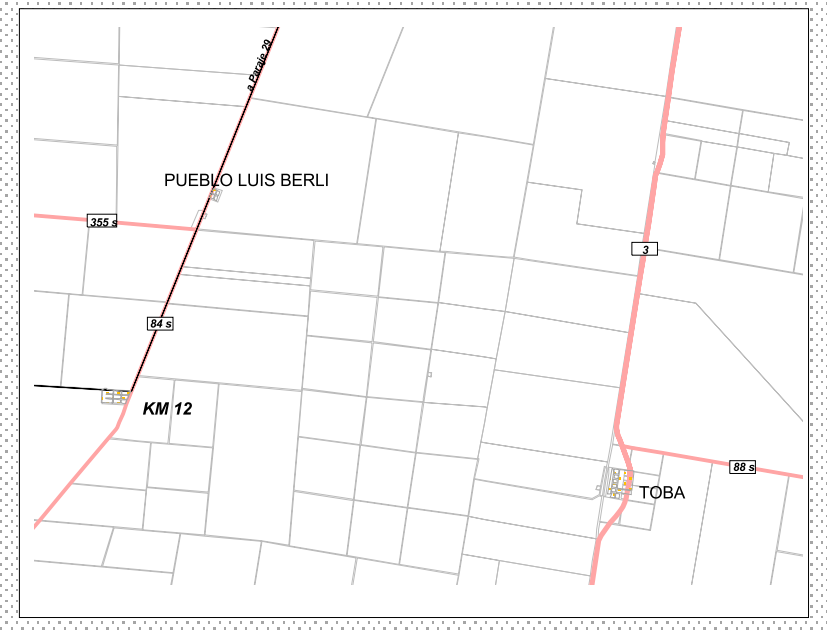 a Paraje 29
PUEBLO LUIS BERLI
355 s
3
84 s
KM 12
88 s
TOBA